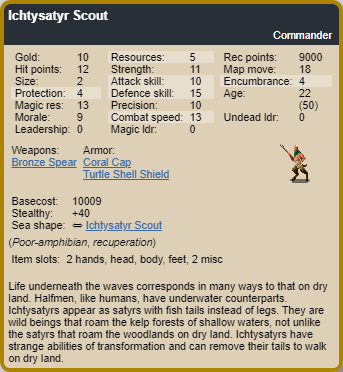 Ichtysatyr Scout
Commander
Gold: 10 Resources: 5 Rec points: 9000
Hit points: 12 Strength: 11 Map move: 18
Size: 2 Attack skill: 10 Encumbrance: 4
Protection: 4 Defence skill: 15 Age: 22
Magic res: 13 Precision: 10 (50)
Morale: 9 Combat speed: 13 Undead ldr: 0
Leadership: 0 Magic ldr: 0
Weapons: Armor:
Bronze Spear Coral Cap
Turtle Shell Shield
Basecost: 10009
Stealthy: +40
Sea shape: ⇔ Ichtysatyr Scout
(Poor-amphibian, recuperation)
Item slots: 2 hands, head, body, feet, 2 misc
Life underneath the waves corresponds in many ways to that on dry
land. Halfmen, like humans, have underwater counterparts.
Ichtysatyrs appear as satyrs with fish tails instead of legs. They are
wild beings that roam the kelp forests of shallow waters, not unlike
the satyrs that roam the woodlands on dry land. Ichtysatyrs have
strange abilities of transformation and can remove their tails to walk
on dry land.